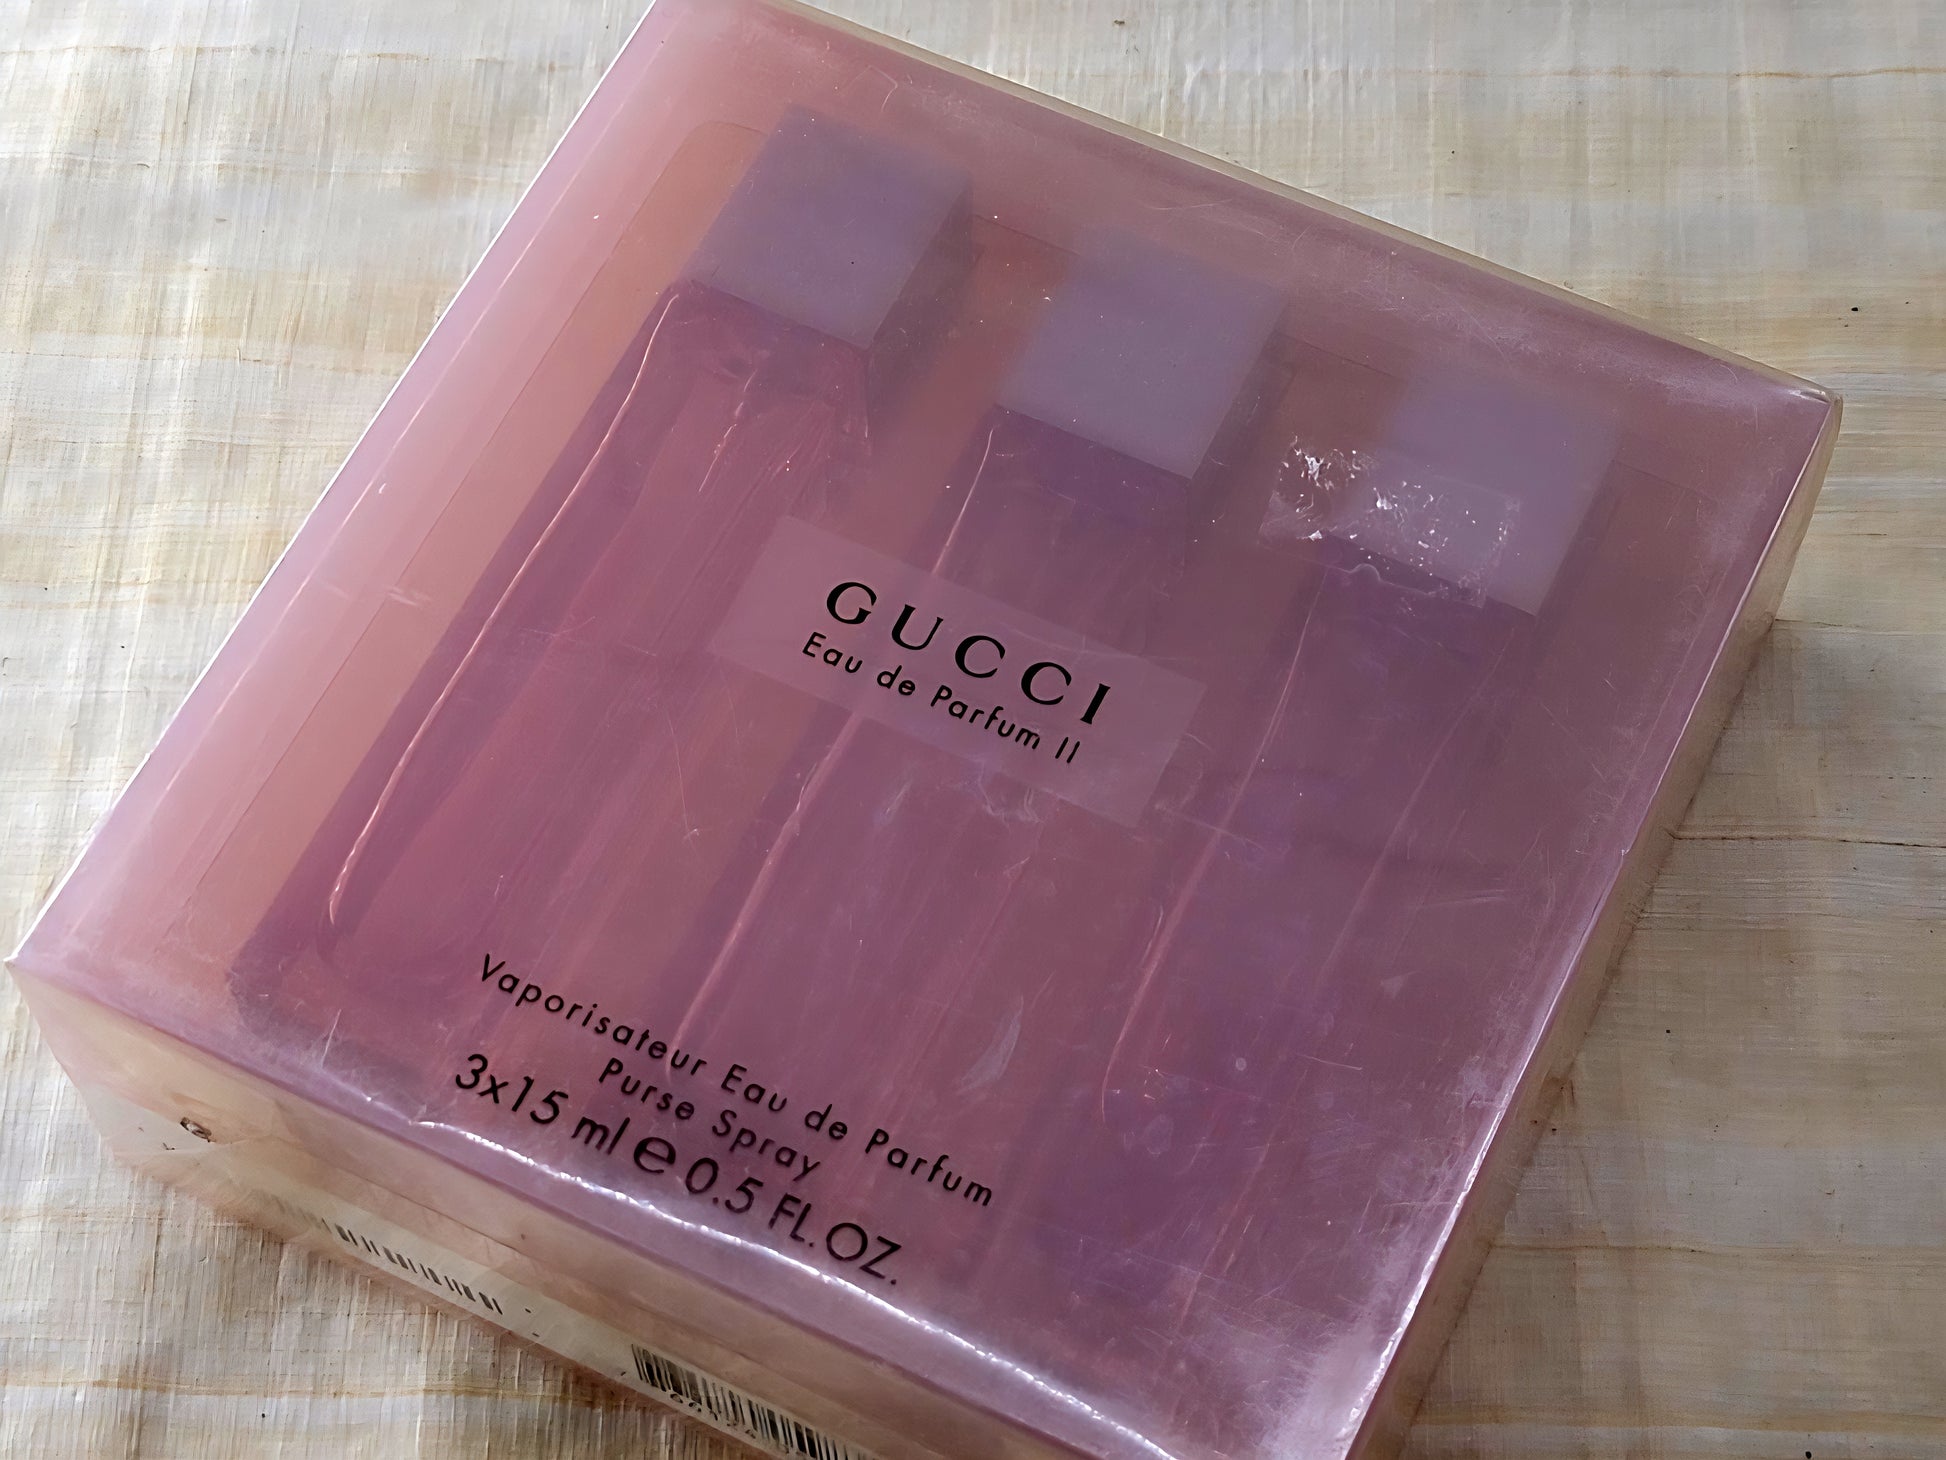 GUCCI
Eau de Parfum II
Vaporisateur Eau de Parfum
Purse Spray
3x15 ml ℮ 0.5 FL. OZ.